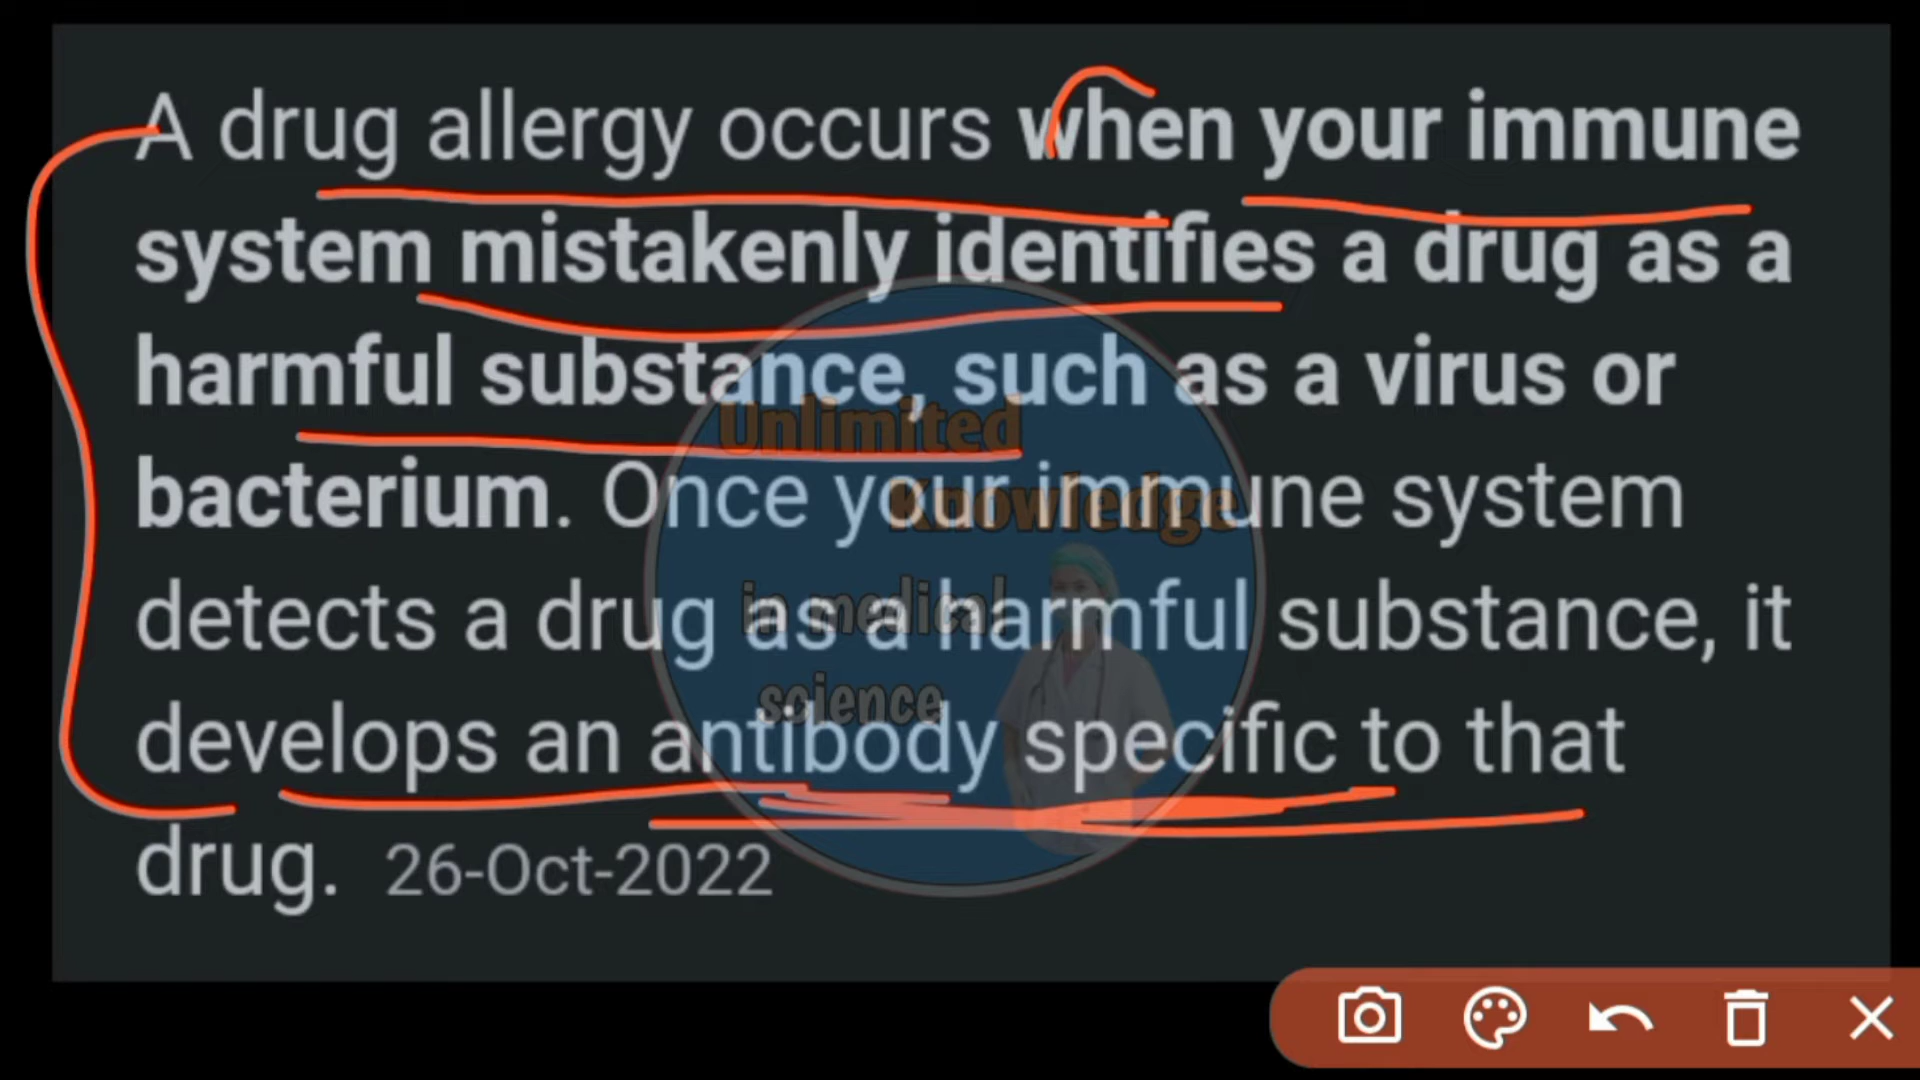 A drug allergy occurs when your immune
system mistakenly identifies a drug as a
harmful substance, such as a virus or
bacterium. Once your immune system
detects a drug as a harmful substance, it
develops an antibody specific to that
drug. 26-Oct-2022
Unlimited
Knowledge
in medical
science